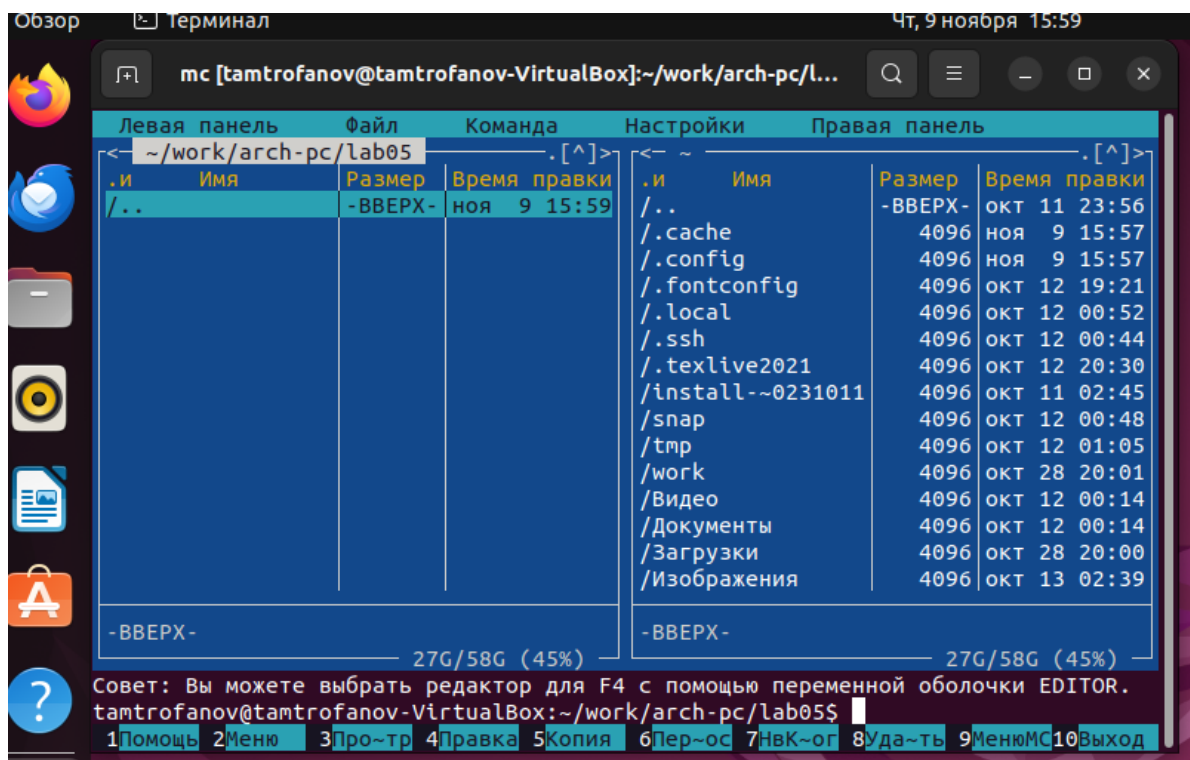 Обзор Терминал Чт, 9 ноября 15:59
mc [tamtrofanov@tamtrofanov-VirtualBox]:~/work/arch-pc/l...
Левая панель Файл Команда Настройки Правая панель
<─ ~/work/arch-pc/lab05 ─.[^]> <─ ~ ─.[^]>
.и Имя Размер Время правки .и Имя Размер Время правки
/.. -ВВЕРХ- ноя 9 15:59 /.. -ВВЕРХ- окт 11 23:56
/.cache 4096 ноя 9 15:57
/.config 4096 ноя 9 15:57
/.fontconfig 4096 окт 12 19:21
/.local 4096 окт 12 00:52
/.ssh 4096 окт 12 00:44
/.texlive2021 4096 окт 12 20:30
/install-~0231011 4096 окт 11 02:45
/snap 4096 окт 12 00:48
/tmp 4096 окт 12 01:05
/work 4096 окт 28 20:01
/Видео 4096 окт 12 00:14
/Документы 4096 окт 12 00:14
/Загрузки 4096 окт 28 20:00
/Изображения 4096 окт 13 02:39
-ВВЕРХ- -ВВЕРХ-
27G/58G (45%) 27G/58G (45%)
Совет: Вы можете выбрать редактор для F4 с помощью переменной оболочки EDITOR.
tamtrofanov@tamtrofanov-VirtualBox:~/work/arch-pc/lab05$
1Помощь 2Меню 3Про~тр 4Правка 5Копия 6Пер~ос 7НвК~ог 8Уда~ть 9МенюMC 10Выход